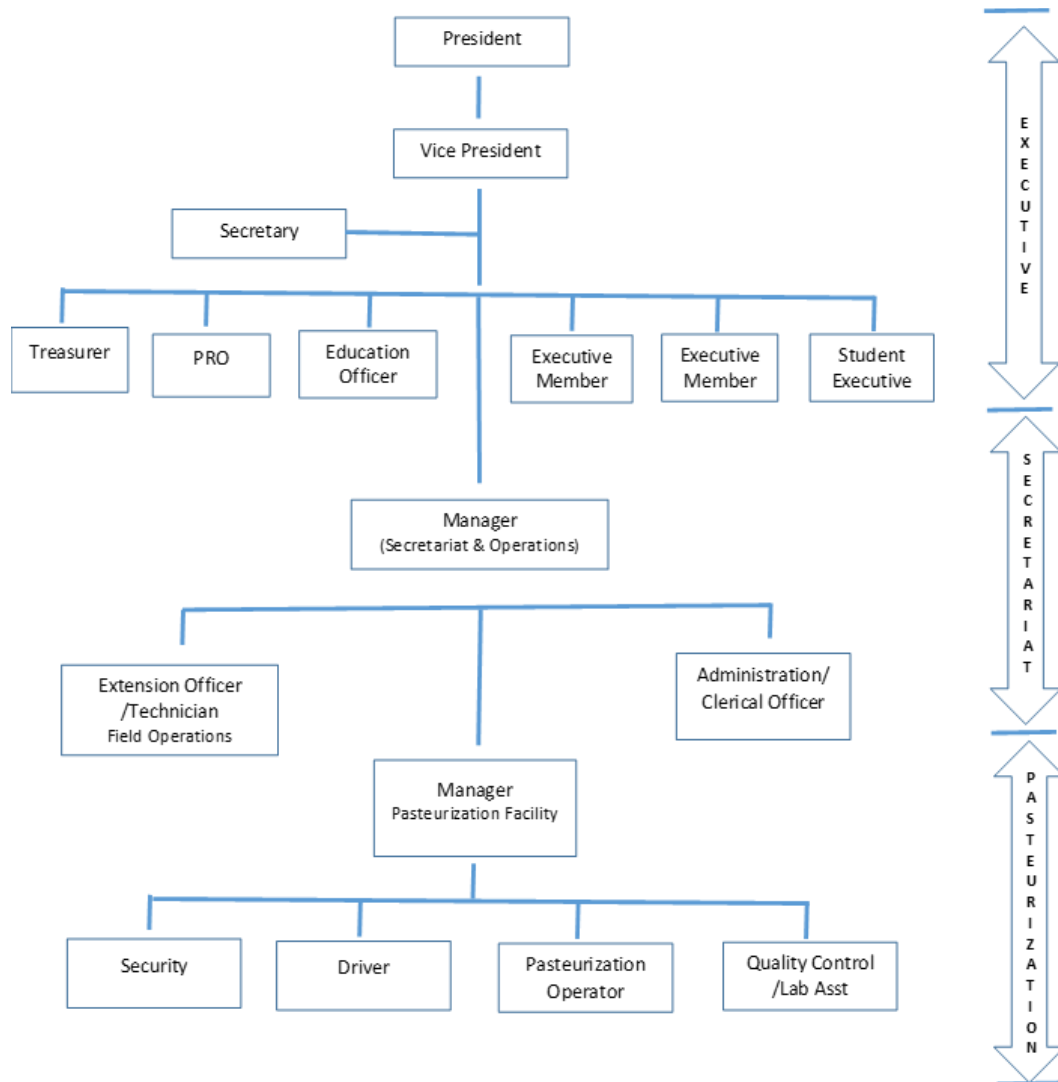 President
Vice President
Secretary
Treasurer
PRO
Education
Officer
Executive
Member
Executive
Member
Student
Executive
Manager
(Secretariat & Operations)
Extension Officer
/Technician
Field Operations
Administration/
Clerical Officer
Manager
Pasteurization Facility
Security
Driver
Pasteurization
Operator
Quality Control
/Lab Asst
EXECUTIVE
SECRETARIAT
PASTEURIZATION